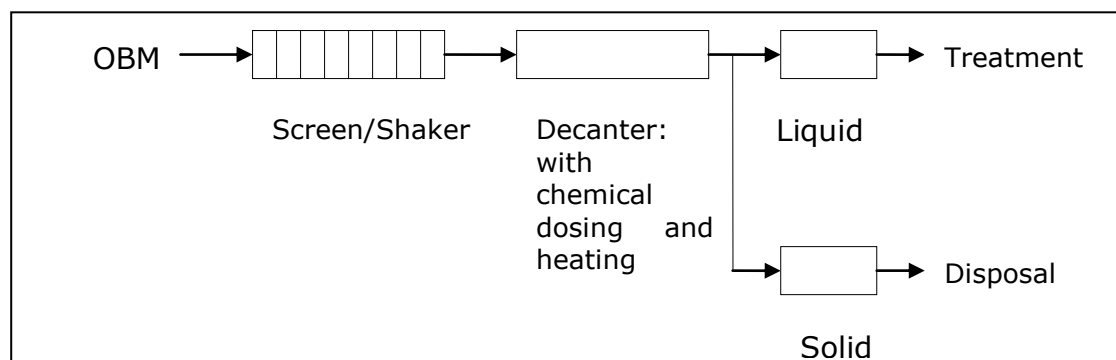 OBM
Treatment
Screen/Shaker
Decanter:
with
chemical
dosing and
heating
Liquid
Disposal
Solid